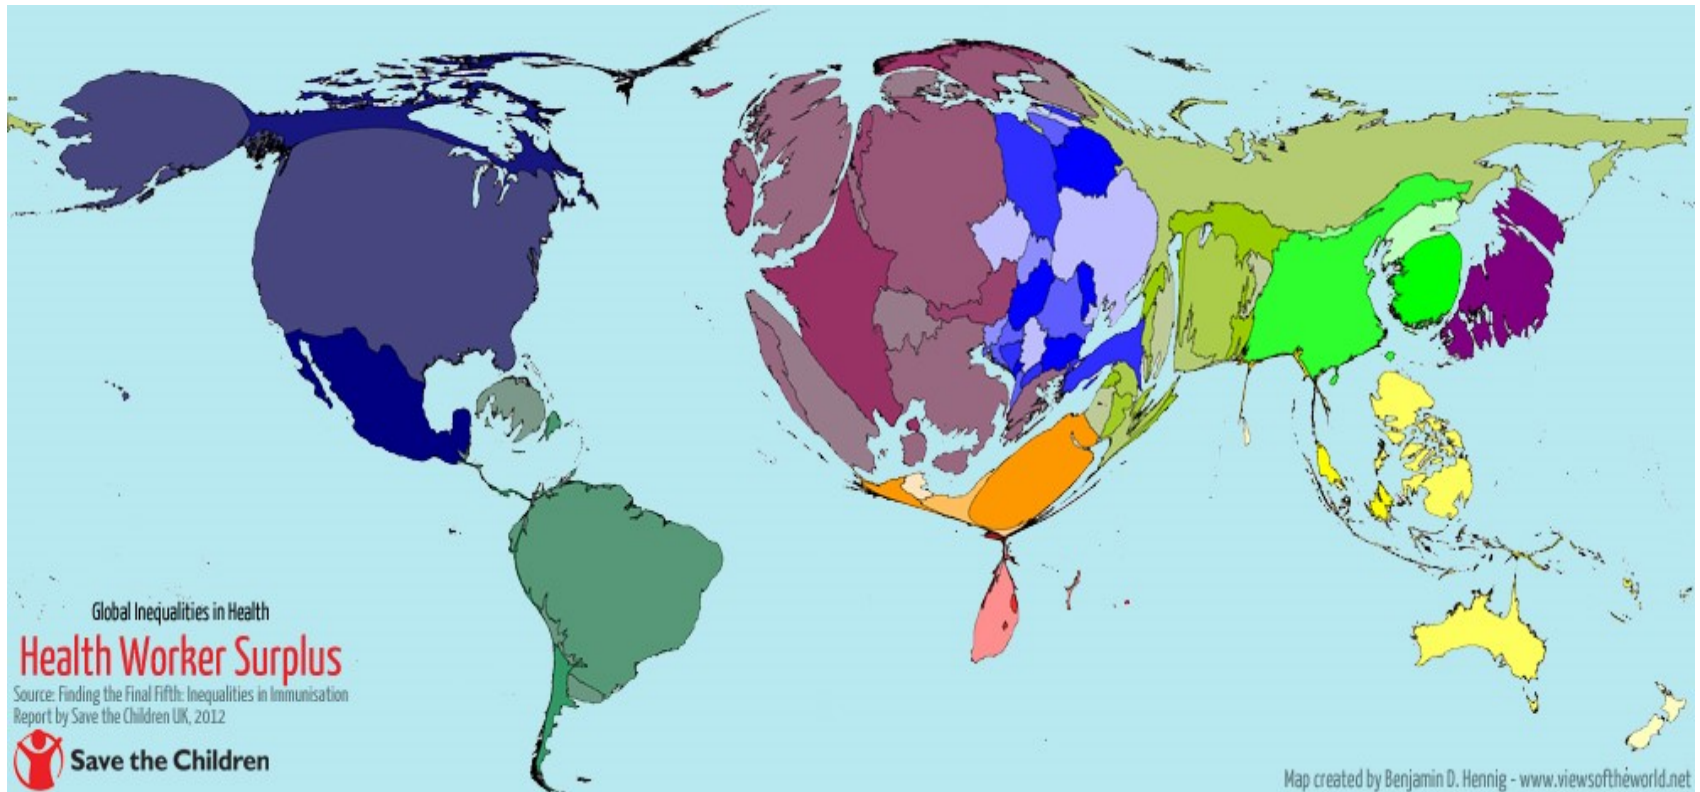 Global Inequalities in Health
Health Worker Surplus
Source: Finding the Final Fifth: Inequalities in Immunisation
Report by Save the Children UK, 2012
Save the Children
Map created by Benjamin D. Hennig - www.viewsoftheworld.net